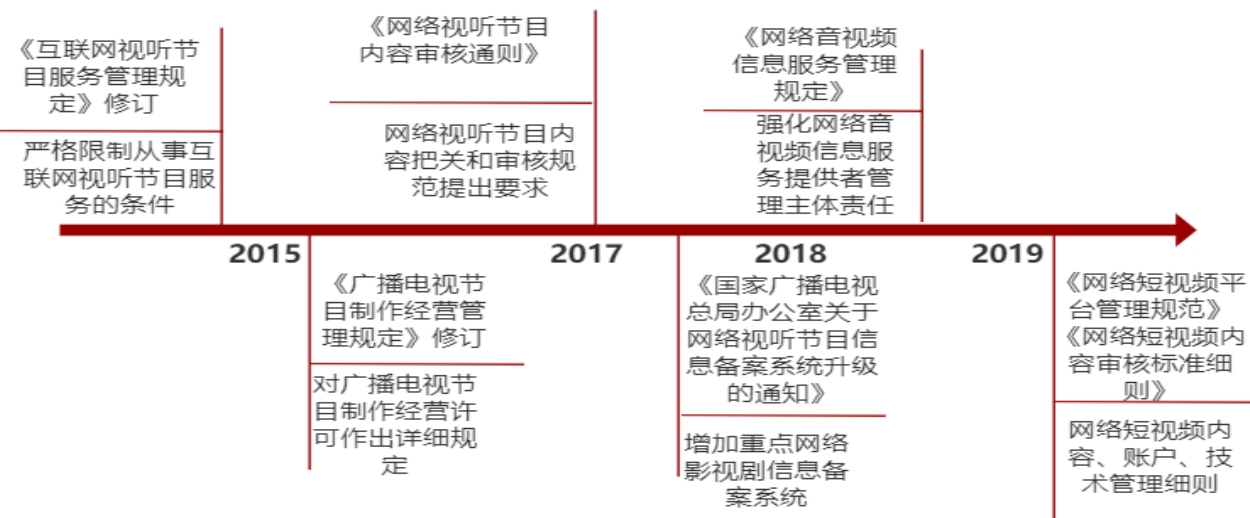 《互联网视听节
目服务管理规
定》修订
严格限制从事互
联网视听节目服
务的条件
《网络视听节目
内容审核通则》
网络视听节目内
容把关和审核规
范提出要求
《网络音视频
信息服务管理
规定》
强化网络音
视频信息服
务提供者管
理主体责任
2015
2017
2018
2019
《广播电视节
目制作经营管
理规定》修订
对广播电视节
目制作经营许
可作出详细规
定
《国家广播电视
总局办公室关于
网络视听节目信
息备案系统升级
的通知》
增加重点网络
影视剧信息备
案系统
《网络短视频平
台管理规范》
《网络短视频内
容审核标准细
则》
网络短视频内
容、账户、技
术管理细则